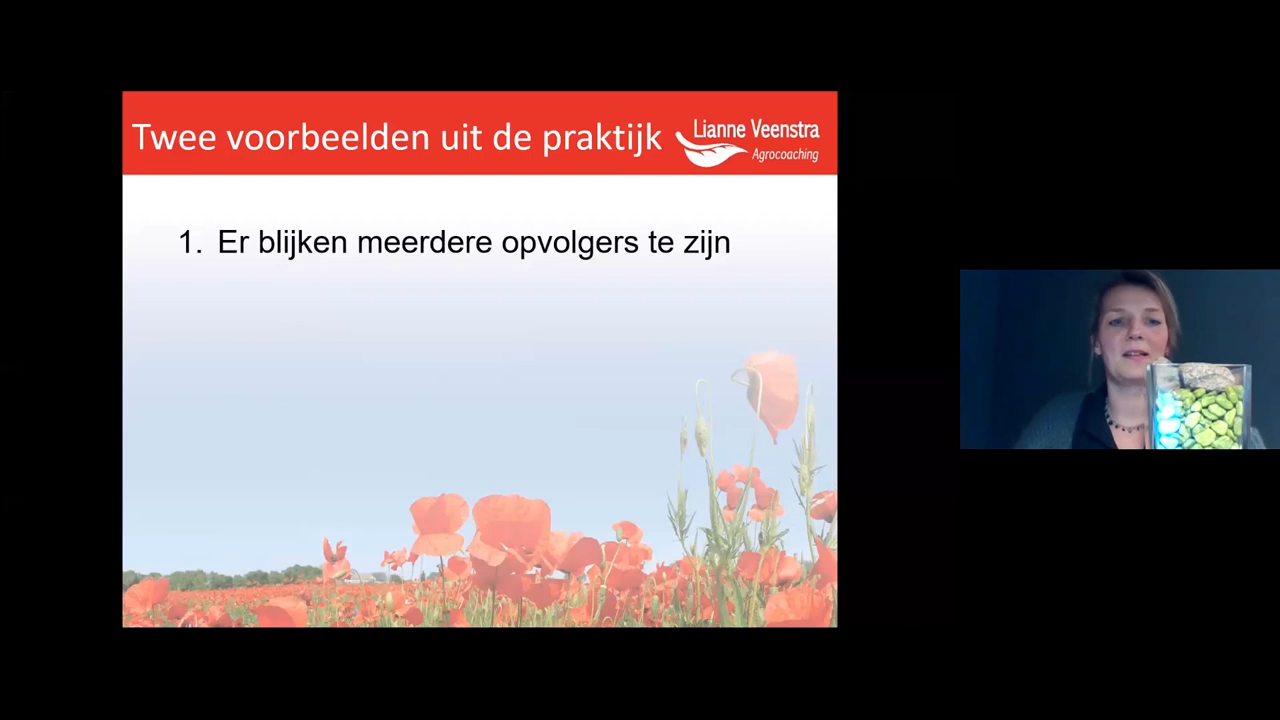 Twee voorbeelden uit de praktijk
Lianne Veenstra
Agrocoaching
1. Er blijken meerdere opvolgers te zijn